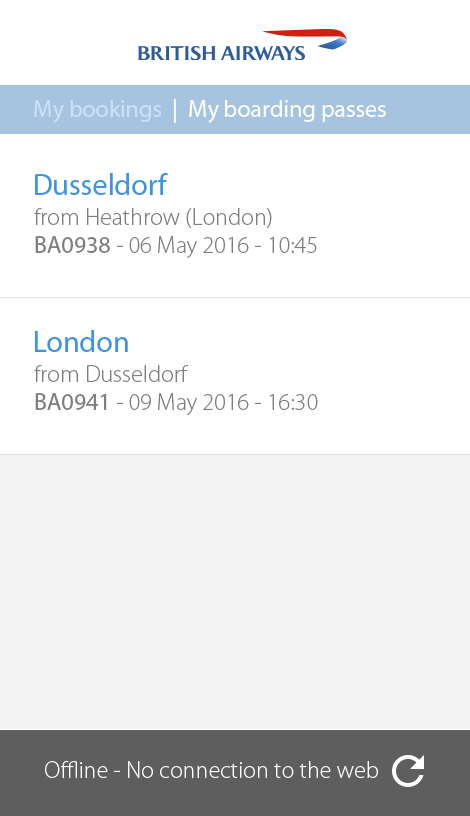 BRITISH AIRWAYS
My bookings | My boarding passes
Dusseldorf
from Heathrow (London)
BA0938 - 06 May 2016 - 10:45
London
from Dusseldorf
BA0941 - 09 May 2016 - 16:30
Offline - No connection to the web